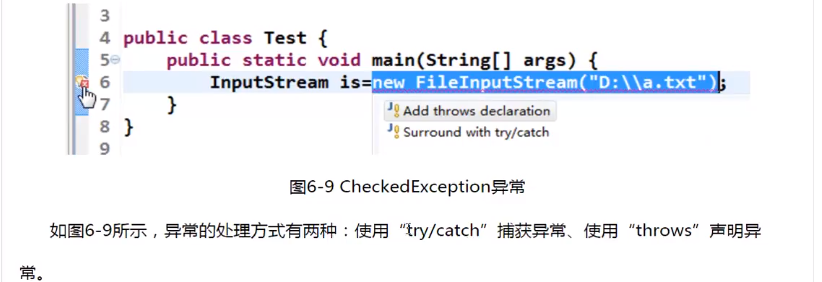 3
4 public class Test {
5 public static void main(String[] args) {
6 InputStream is=new FileInputStream("D:\\a.txt");
7 }
8 }
9
Add throws declaration
Surround with try/catch
图6-9 CheckedException异常
如图6-9所示，异常的处理方式有两种：使用“try/catch”捕获异常、使用“throws”声明异
常。